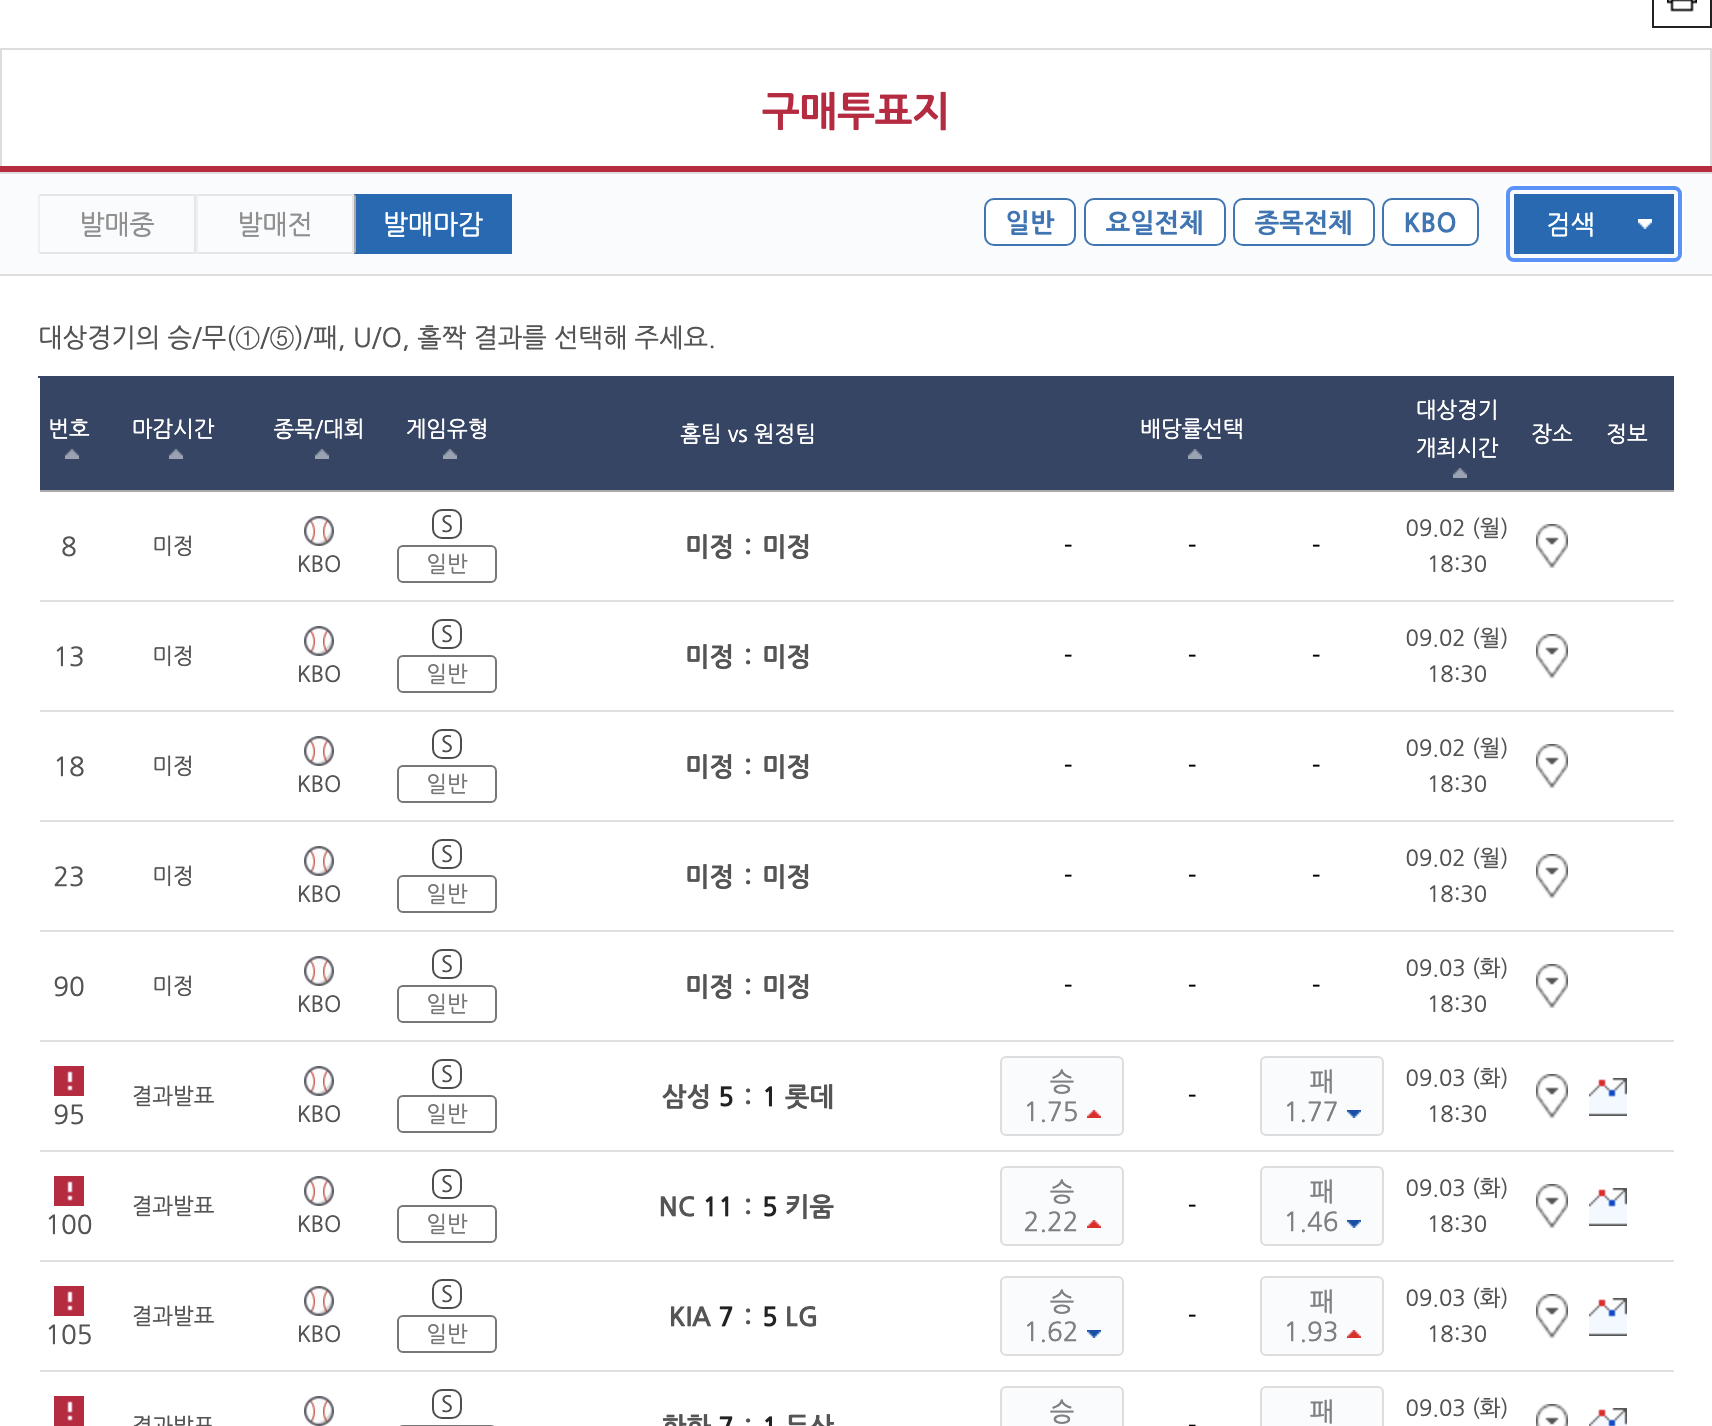 구매투표지
발매중 발매전 발매마감 일반 요일전체 종목전체 KBO 검색
대상경기의 승/무(①/⑤)/패, U/O, 홀짝 결과를 선택해 주세요.
번호 마감시간 종목/대회 게임유형 홈팀 vs 원정팀 배당률선택 대상경기 개최시간 장소 정보
8 미정 KBO S 일반 미정 : 미정 - - - 09.02 (월) 18:30
13 미정 KBO S 일반 미정 : 미정 - - - 09.02 (월) 18:30
18 미정 KBO S 일반 미정 : 미정 - - - 09.02 (월) 18:30
23 미정 KBO S 일반 미정 : 미정 - - - 09.02 (월) 18:30
90 미정 KBO S 일반 미정 : 미정 - - - 09.03 (화) 18:30
95 결과발표 KBO S 일반 삼성 5 : 1 롯데 승 1.75 - 패 1.77 09.03 (화) 18:30
100 결과발표 KBO S 일반 NC 11 : 5 키움 승 2.22 - 패 1.46 09.03 (화) 18:30
105 결과발표 KBO S 일반 KIA 7 : 5 LG 승 1.62 - 패 1.93 09.03 (화) 18:30
결과발표 S 한화 7 : 1 두산 승 - 패 09.03 (화)